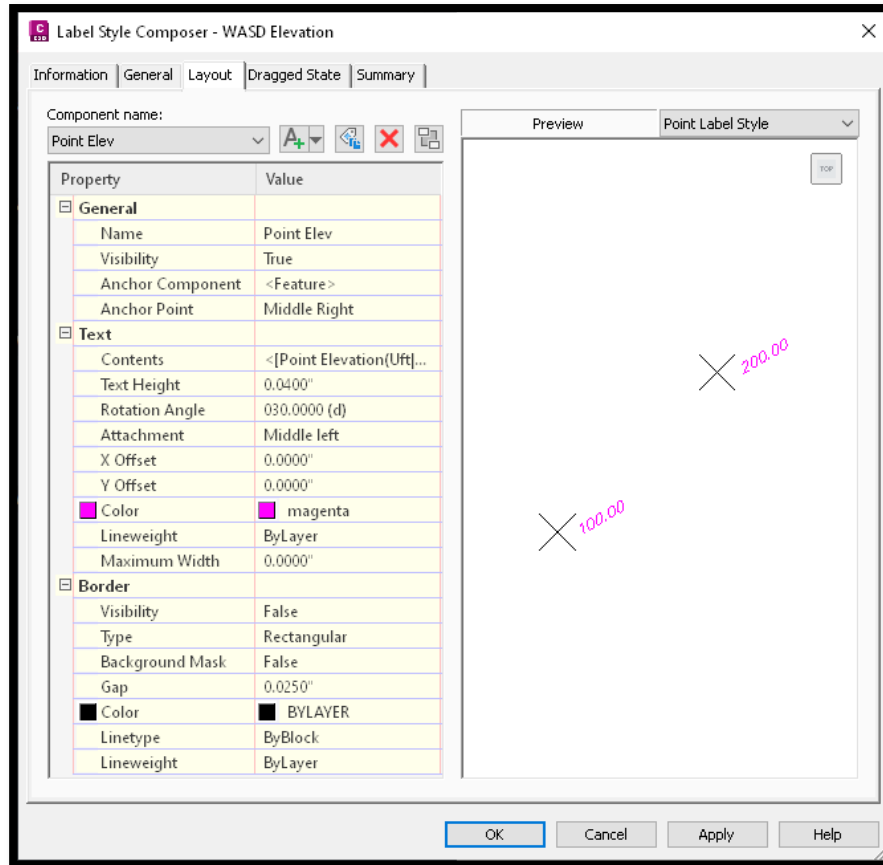 C
C3D
Label Style Composer - WASD Elevation
Information General Layout Dragged State Summary
Component name:
Point Elev
Preview Point Label Style
TOP
Property Value
General
Name Point Elev
Visibility True
Anchor Component <Feature>
Anchor Point Middle Right
Text
Contents <[Point Elevation(Uft|...
Text Height 0.0400"
Rotation Angle 030.0000 (d)
Attachment Middle left
X Offset 0.0000"
Y Offset 0.0000"
Color magenta
Lineweight ByLayer
Maximum Width 0.0000"
Border
Visibility False
Type Rectangular
Background Mask False
Gap 0.0250"
Color BYLAYER
Linetype ByBlock
Lineweight ByLayer
200.00
100.00
OK Cancel Apply Help